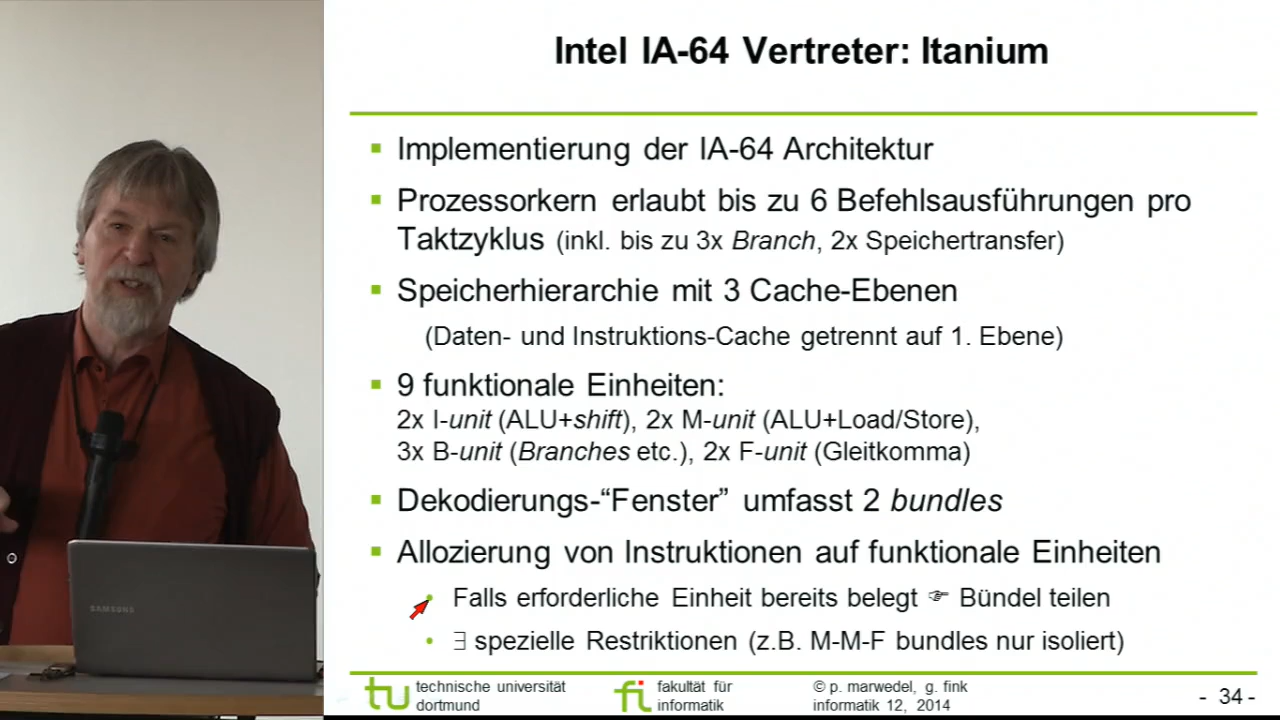 Intel IA-64 Vertreter: Itanium
Implementierung der IA-64 Architektur
Prozessorkern erlaubt bis zu 6 Befehlsausführungen pro
Taktzyklus (inkl. bis zu 3x Branch, 2x Speichertransfer)
Speicherhierarchie mit 3 Cache-Ebenen
(Daten- und Instruktions-Cache getrennt auf 1. Ebene)
9 funktionale Einheiten:
2x I-unit (ALU+shift), 2x M-unit (ALU+Load/Store),
3x B-unit (Branches etc.), 2x F-unit (Gleitkomma)
Dekodierungs-“Fenster” umfasst 2 bundles
Allozierung von Instruktionen auf funktionale Einheiten
Falls erforderliche Einheit bereits belegt ☞ Bündel teilen
∃ spezielle Restriktionen (z.B. M-M-F bundles nur isoliert)
SAMSUNG
tu technische universität
dortmund
fi fakultät für
informatik
© p. marwedel, g. fink
informatik 12, 2014
- 34 -